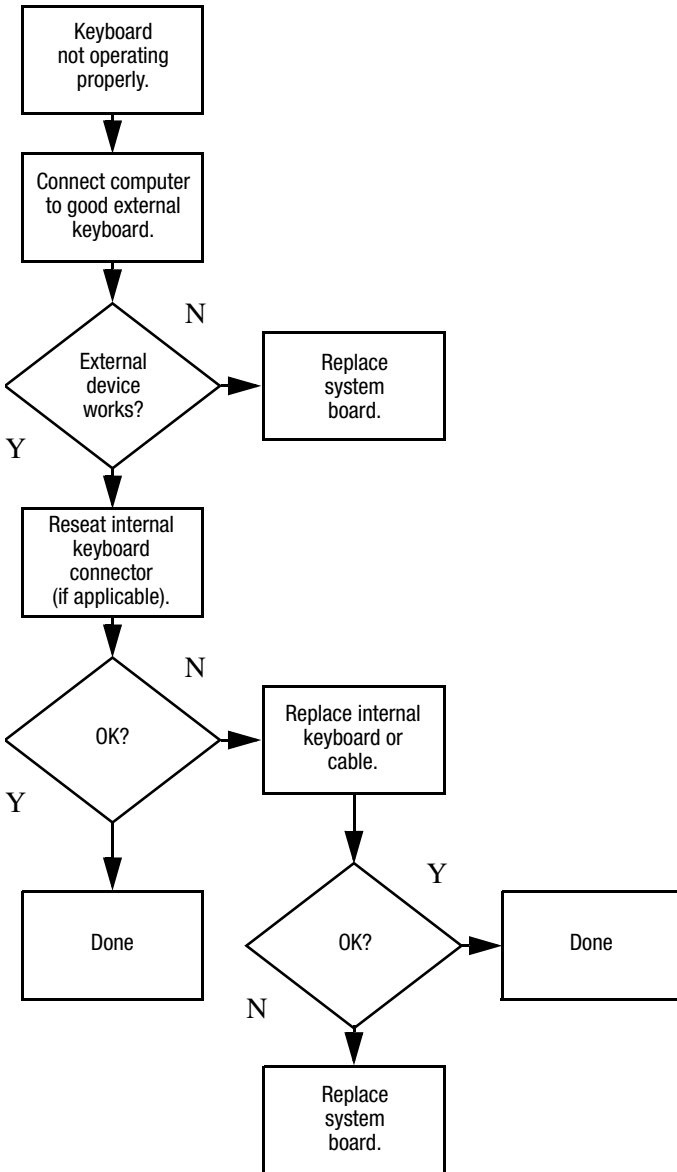 Keyboard
not operating
properly.
Connect computer
to good external
keyboard.
N
External
device
works?
Replace
system
board.
Y
Reseat internal
keyboard
connector
(if applicable).
N
OK?
Replace internal
keyboard or
cable.
Y
Y
Done
OK?
Done
N
Replace
system
board.